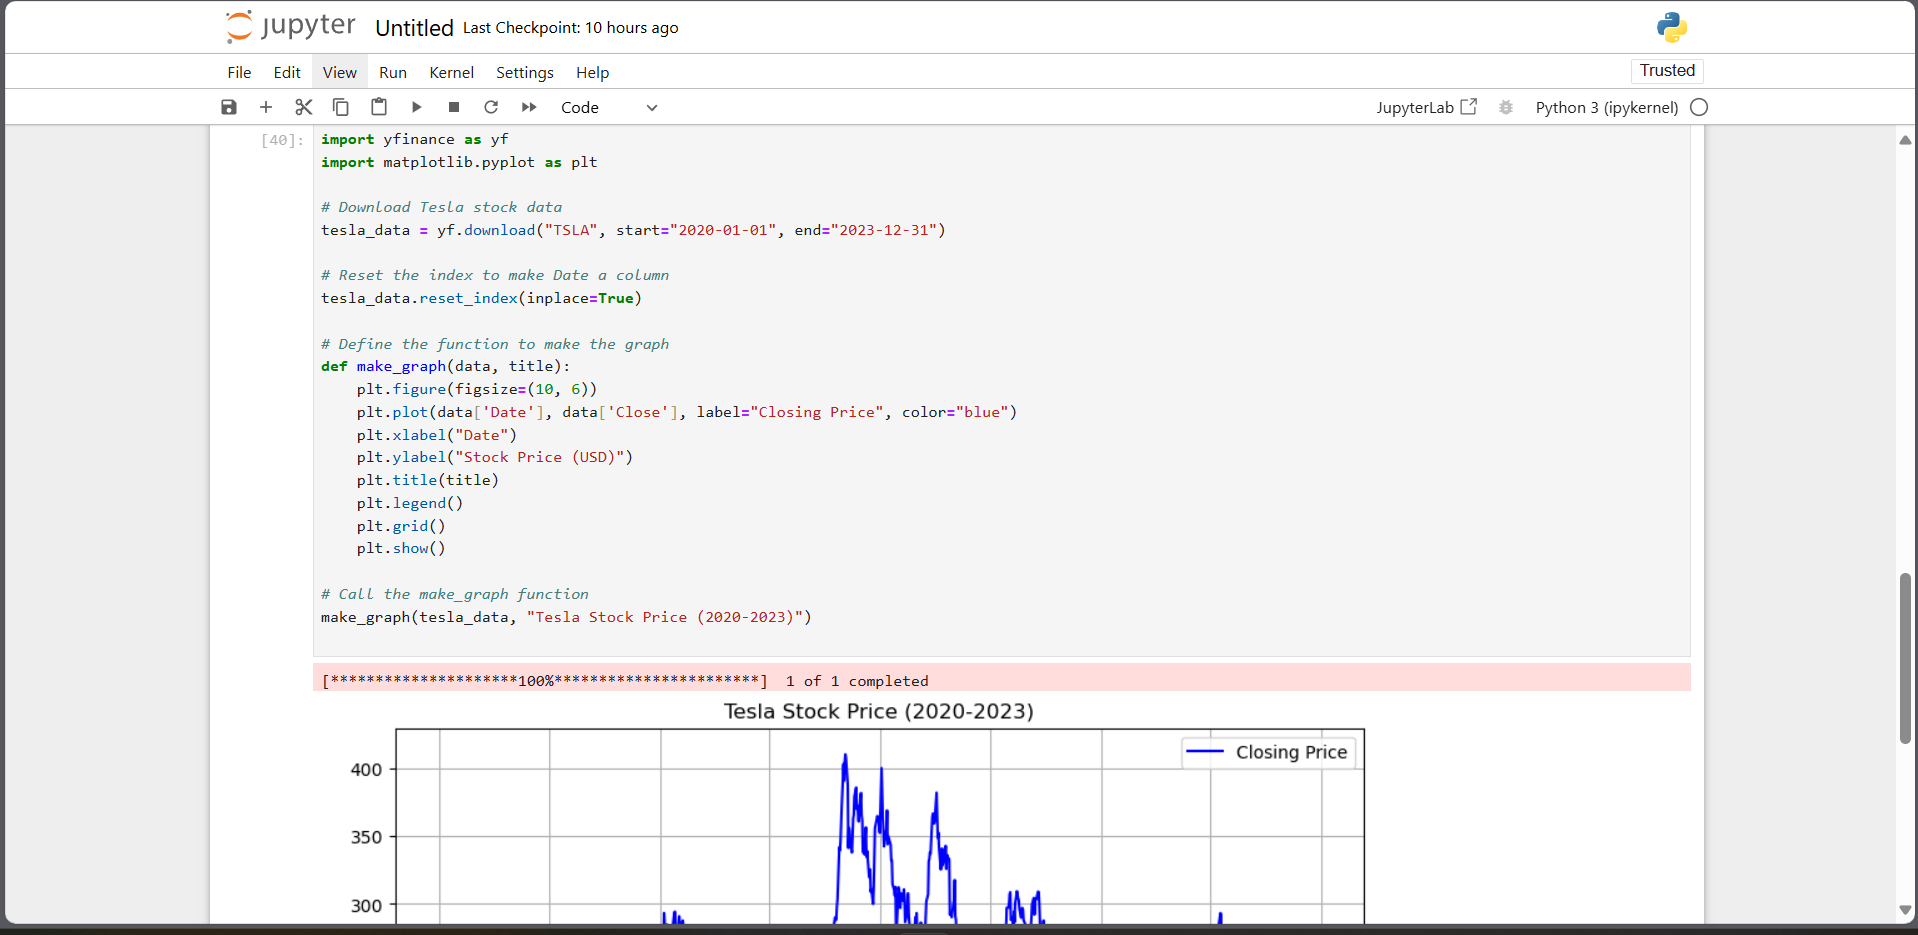 jupyter Untitled Last Checkpoint: 10 hours ago
File Edit View Run Kernel Settings Help Trusted
Code JupyterLab Python 3 (ipykernel)
[40]: import yfinance as yf
import matplotlib.pyplot as plt
# Download Tesla stock data
tesla_data = yf.download("TSLA", start="2020-01-01", end="2023-12-31")
# Reset the index to make Date a column
tesla_data.reset_index(inplace=True)
# Define the function to make the graph
def make_graph(data, title):
    plt.figure(figsize=(10, 6))
    plt.plot(data['Date'], data['Close'], label="Closing Price", color="blue")
    plt.xlabel("Date")
    plt.ylabel("Stock Price (USD)")
    plt.title(title)
    plt.legend()
    plt.grid()
    plt.show()
# Call the make_graph function
make_graph(tesla_data, "Tesla Stock Price (2020-2023)")
[*********************100%***********************]  1 of 1 completed
Tesla Stock Price (2020-2023)
Closing Price
400
350
300